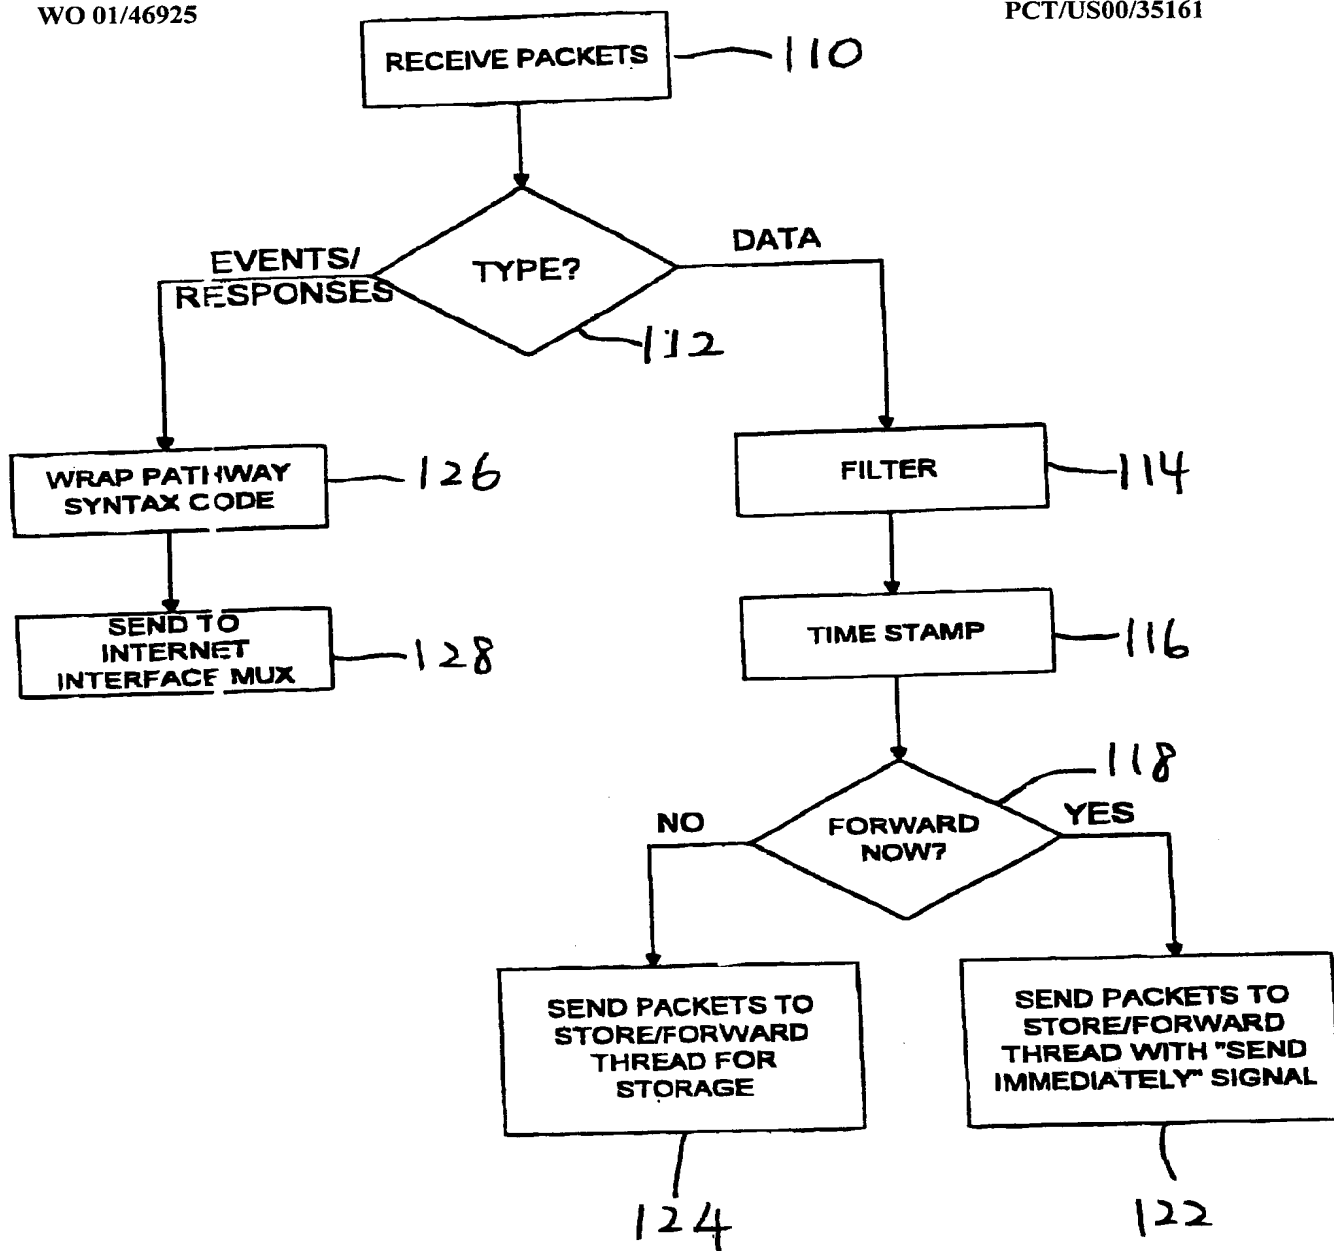 WO 01/46925
PCT/US00/35161
RECEIVE PACKETS
110
TYPE?
112
EVENTS/
RESPONSES
DATA
WRAP PATHWAY
SYNTAX CODE
126
FILTER
114
SEND TO
INTERNET
INTERFACE MUX
128
TIME STAMP
116
FORWARD
NOW?
118
NO
YES
SEND PACKETS TO
STORE/FORWARD
THREAD FOR
STORAGE
124
SEND PACKETS TO
STORE/FORWARD
THREAD WITH "SEND
IMMEDIATELY" SIGNAL
122